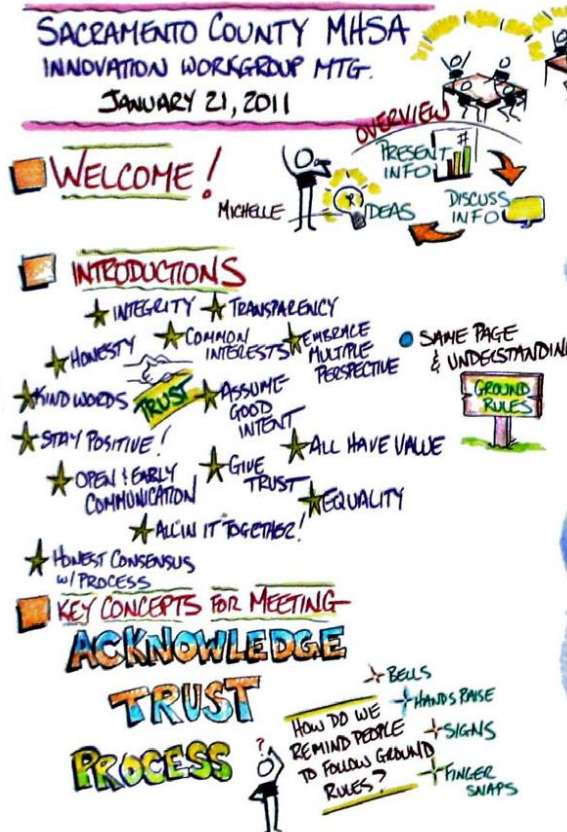 SACRAMENTO COUNTY MHSA
INNOVATION WORKGROUP MTG.
JANUARY 21, 2011
OVERVIEW
WELCOME!
MICHELLE
IDEAS
PRESENT
INFO
#
DISCUSS
INFO
INTRODUCTIONS
INTEGRITY
TRANSPARENCY
HONESTY
COMMON
INTERESTS
EMBRACE
MULTIPLE
PERSPECTIVE
SAME PAGE
& UNDERSTANDING
GROUND
RULES
KIND WORDS
TRUST
ASSUME
GOOD
INTENT
STAY POSITIVE!
ALL HAVE VALUE
OPEN & EARLY
COMMUNICATION
GIVE
TRUST
EQUALITY
ALL IN IT TOGETHER!
HONEST CONSENSUS
W/ PROCESS
KEY CONCEPTS FOR MEETING
ACKNOWLEDGE
TRUST
PROCESS
?
HOW DO WE
REMIND PEOPLE
TO FOLLOW GROUND
RULES?
BELLS
HANDS RAISE
SIGNS
FINGER
SNAPS